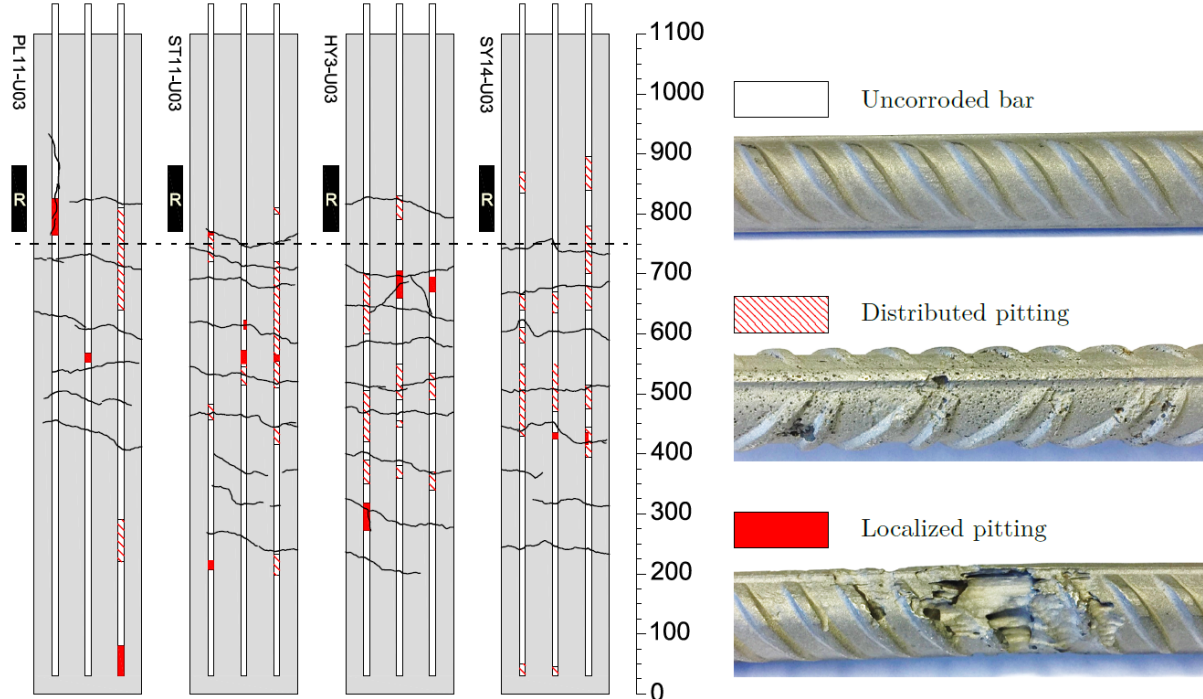 PL11-U03
R
ST11-U03
R
HY3-U03
R
SY14-U03
R
1100
1000
900
800
700
600
500
400
300
200
100
0
Uncorroded bar
Distributed pitting
Localized pitting